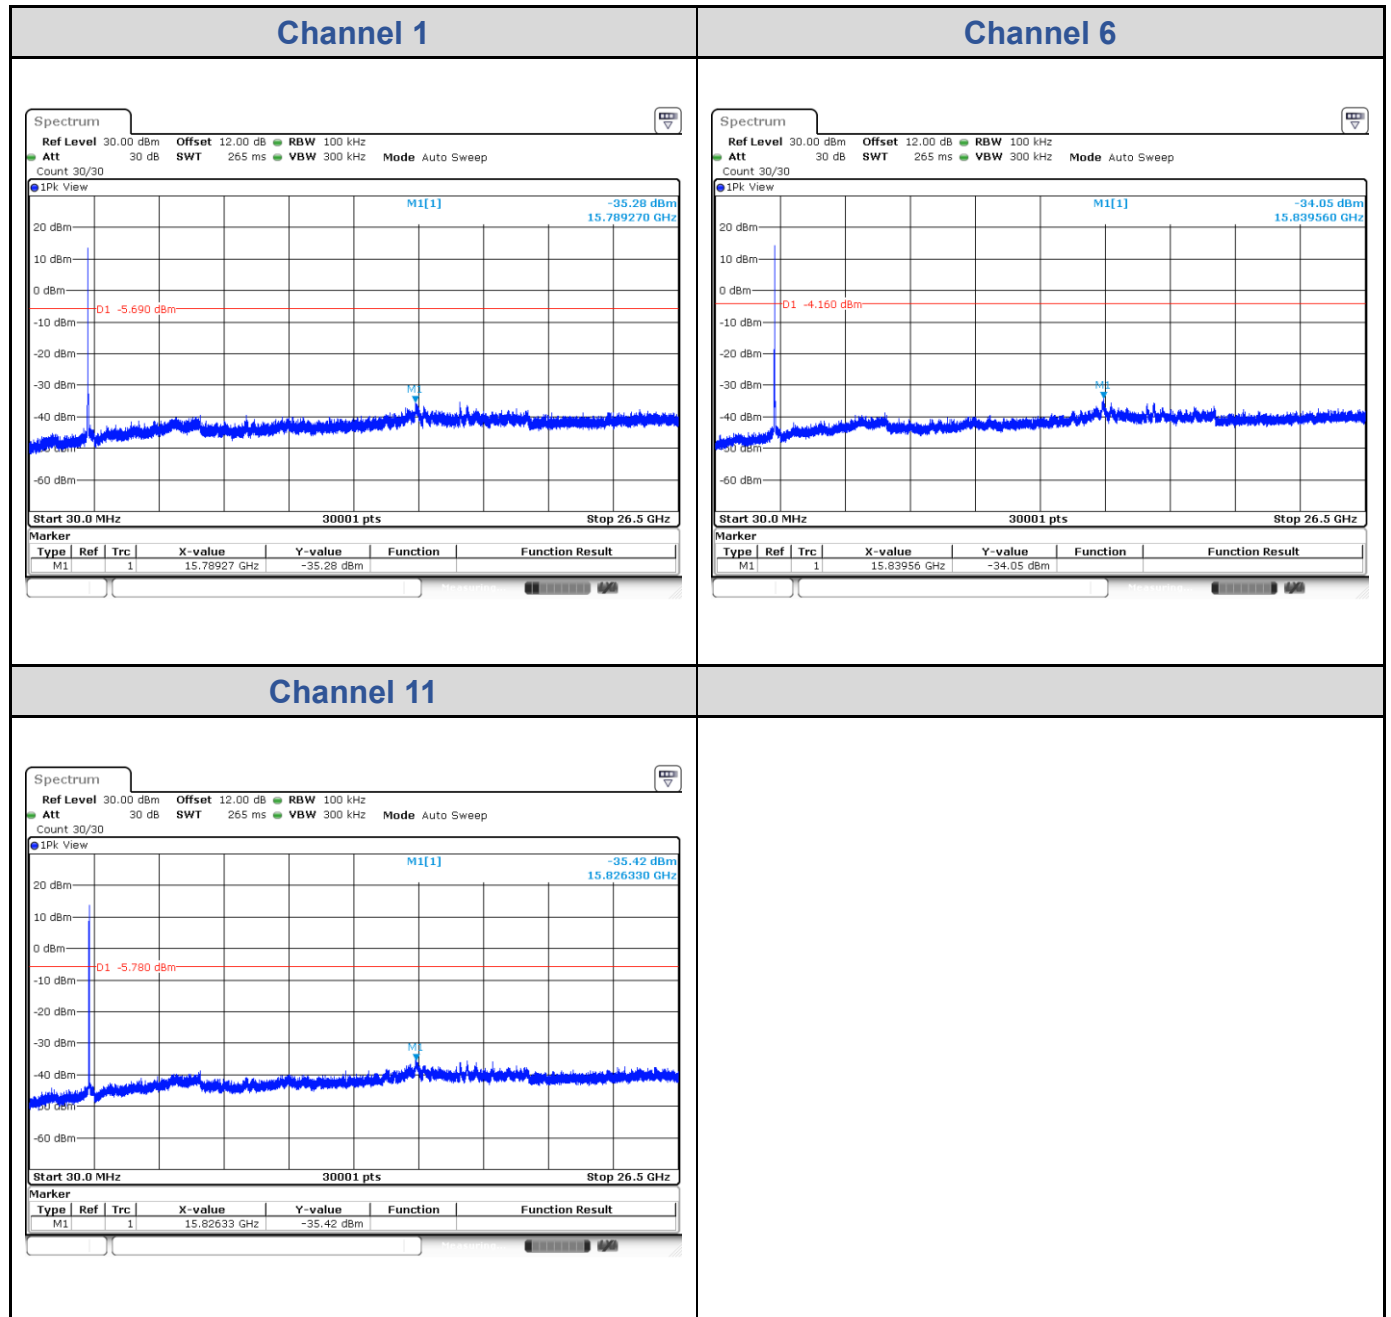 Channel 1
Spectrum
Ref Level 30.00 dBm Offset 12.00 dB RBW 100 kHz
Att 30 dB SWT 265 ms VBW 300 kHz Mode Auto Sweep
Count 30/30
1Pk View
M1[1] -35.28 dBm
15.789270 GHz
20 dBm
10 dBm
0 dBm
D1 -5.690 dBm
-10 dBm
-20 dBm
-30 dBm
M1
-40 dBm
-50 dBm
-60 dBm
Start 30.0 MHz 30001 pts Stop 26.5 GHz
Marker
Type Ref Trc X-value Y-value Function Function Result
M1 1 15.78927 GHz -35.28 dBm
Channel 6
Spectrum
Ref Level 30.00 dBm Offset 12.00 dB RBW 100 kHz
Att 30 dB SWT 265 ms VBW 300 kHz Mode Auto Sweep
Count 30/30
1Pk View
M1[1] -34.05 dBm
15.839560 GHz
20 dBm
10 dBm
0 dBm
D1 -4.160 dBm
-10 dBm
-20 dBm
-30 dBm
M1
-40 dBm
-50 dBm
-60 dBm
Start 30.0 MHz 30001 pts Stop 26.5 GHz
Marker
Type Ref Trc X-value Y-value Function Function Result
M1 1 15.83956 GHz -34.05 dBm
Channel 11
Spectrum
Ref Level 30.00 dBm Offset 12.00 dB RBW 100 kHz
Att 30 dB SWT 265 ms VBW 300 kHz Mode Auto Sweep
Count 30/30
1Pk View
M1[1] -35.42 dBm
15.826330 GHz
20 dBm
10 dBm
0 dBm
D1 -5.780 dBm
-10 dBm
-20 dBm
-30 dBm
M1
-40 dBm
-50 dBm
-60 dBm
Start 30.0 MHz 30001 pts Stop 26.5 GHz
Marker
Type Ref Trc X-value Y-value Function Function Result
M1 1 15.82633 GHz -35.42 dBm